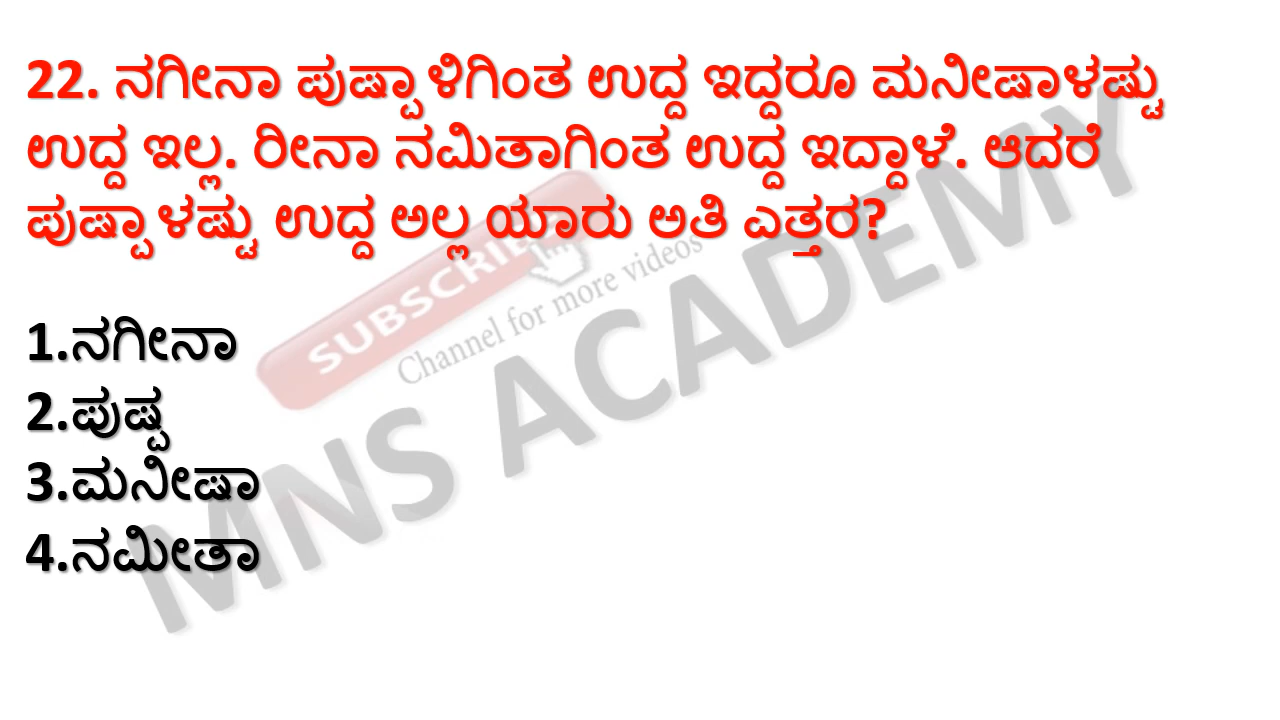 22. ನಗೀನಾ ಪುಷ್ಪಾಳಿಗಿಂತ ಉದ್ದ ಇದ್ದರೂ ಮನೀಷಾಳಷ್ಟು
ಉದ್ದ ಇಲ್ಲ. ರೀನಾ ನಮಿತಾಗಿಂತ ಉದ್ದ ಇದ್ದಾಳೆ. ಆದರೆ
ಪುಷ್ಪಾಳಷ್ಟು ಉದ್ದ ಅಲ್ಲ ಯಾರು ಅತಿ ಎತ್ತರ?
1.ನಗೀನಾ
2.ಪುಷ್ಪ
3.ಮನೀಷಾ
4.ನಮೀತಾ
SUBSCRIBE
Channel for more videos
MNS ACADEMY